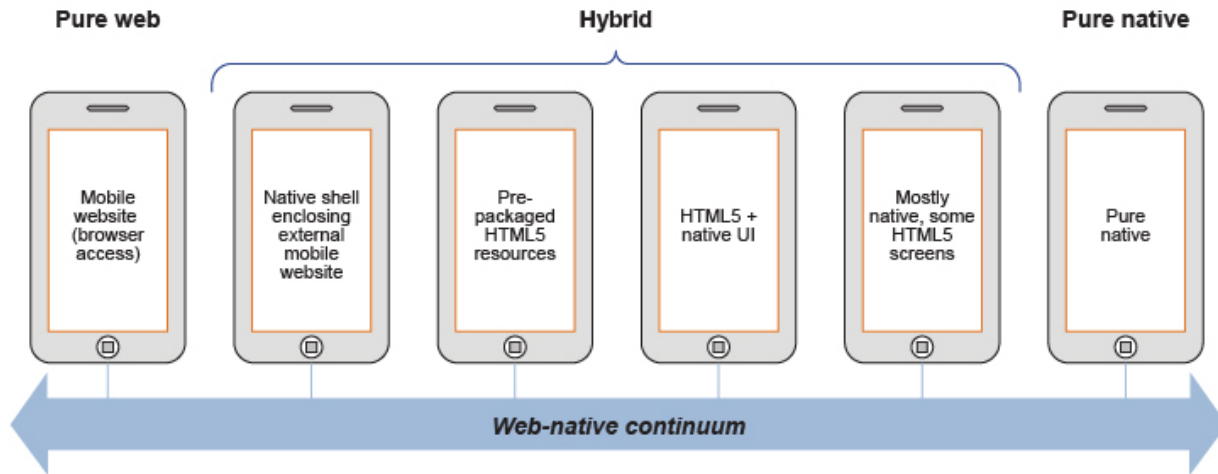 Pure web
Hybrid
Pure native
Mobile
website
(browser
access)
Native shell
enclosing
external
mobile
website
Pre-
packaged
HTML5
resources
HTML5 +
native UI
Mostly
native, some
HTML5
screens
Pure
native
Web-native continuum